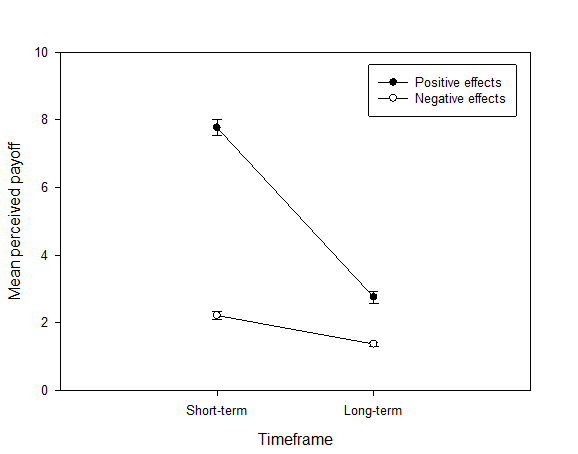 10
Positive effects
Negative effects
8
6
4
2
0
Mean perceived payoff
Short-term Long-term
Timeframe